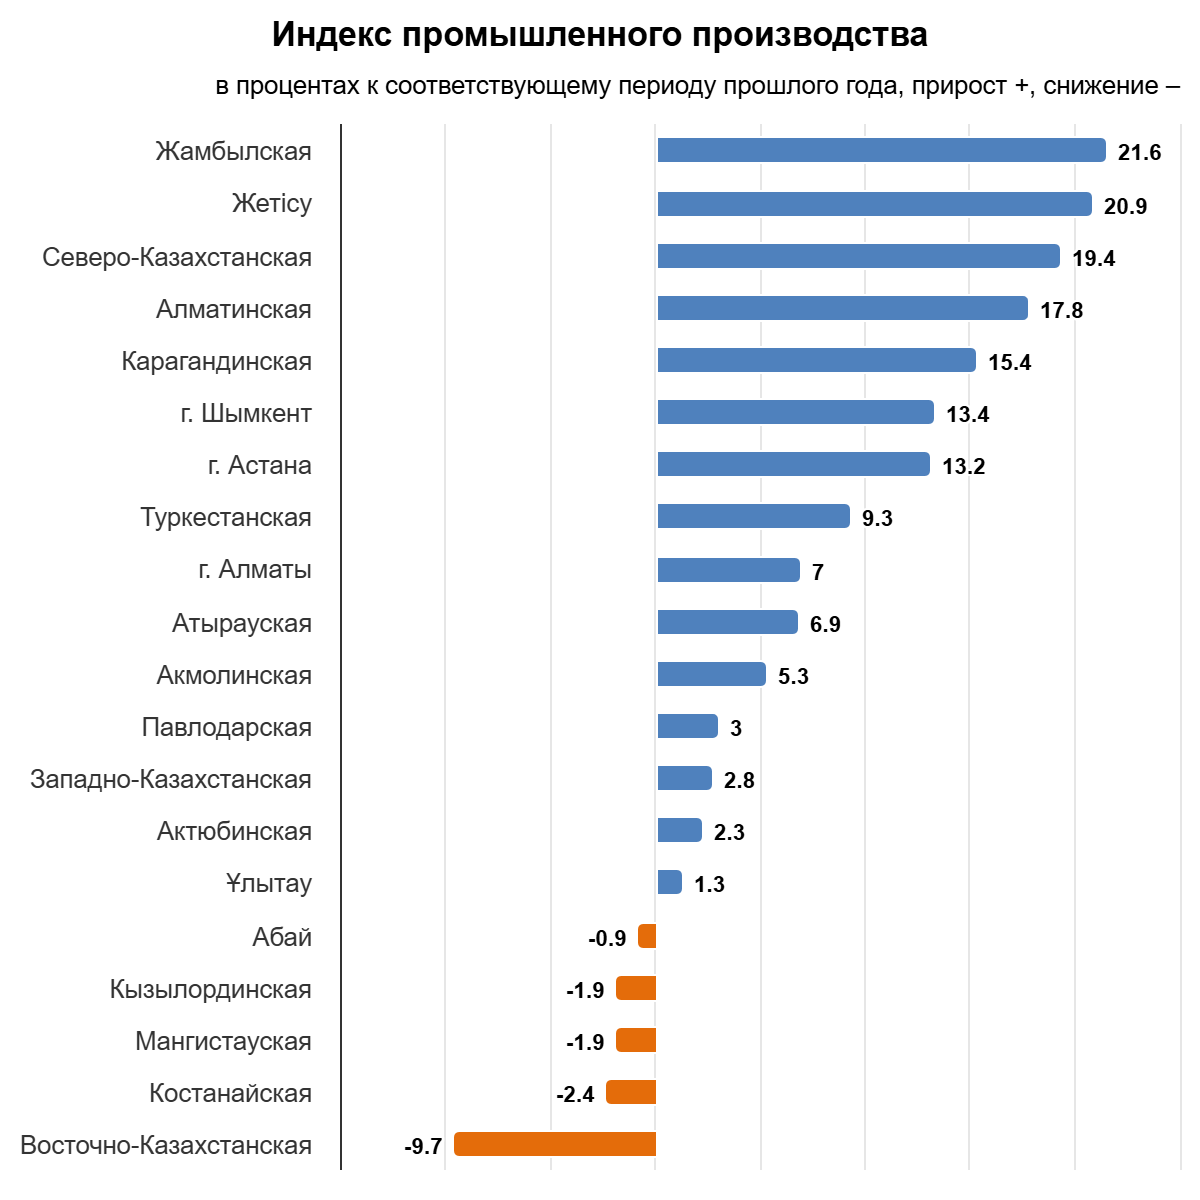 Индекс промышленного производства
в процентах к соответствующему периоду прошлого года, прирост +, снижение –
Жамбылская 21.6
Жетісу 20.9
Северо-Казахстанская 19.4
Алматинская 17.8
Карагандинская 15.4
г. Шымкент 13.4
г. Астана 13.2
Туркестанская 9.3
г. Алматы 7
Атырауская 6.9
Акмолинская 5.3
Павлодарская 3
Западно-Казахстанская 2.8
Актюбинская 2.3
Ұлытау 1.3
Абай -0.9
Кызылординская -1.9
Мангистауская -1.9
Костанайская -2.4
Восточно-Казахстанская -9.7